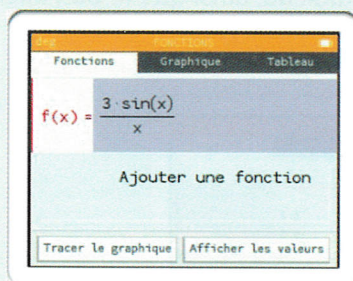 deg FONCTIONS
Fonctions Graphique Tableau
f(x) = 3·sin(x)/x
Ajouter une fonction
Tracer le graphique Afficher les valeurs